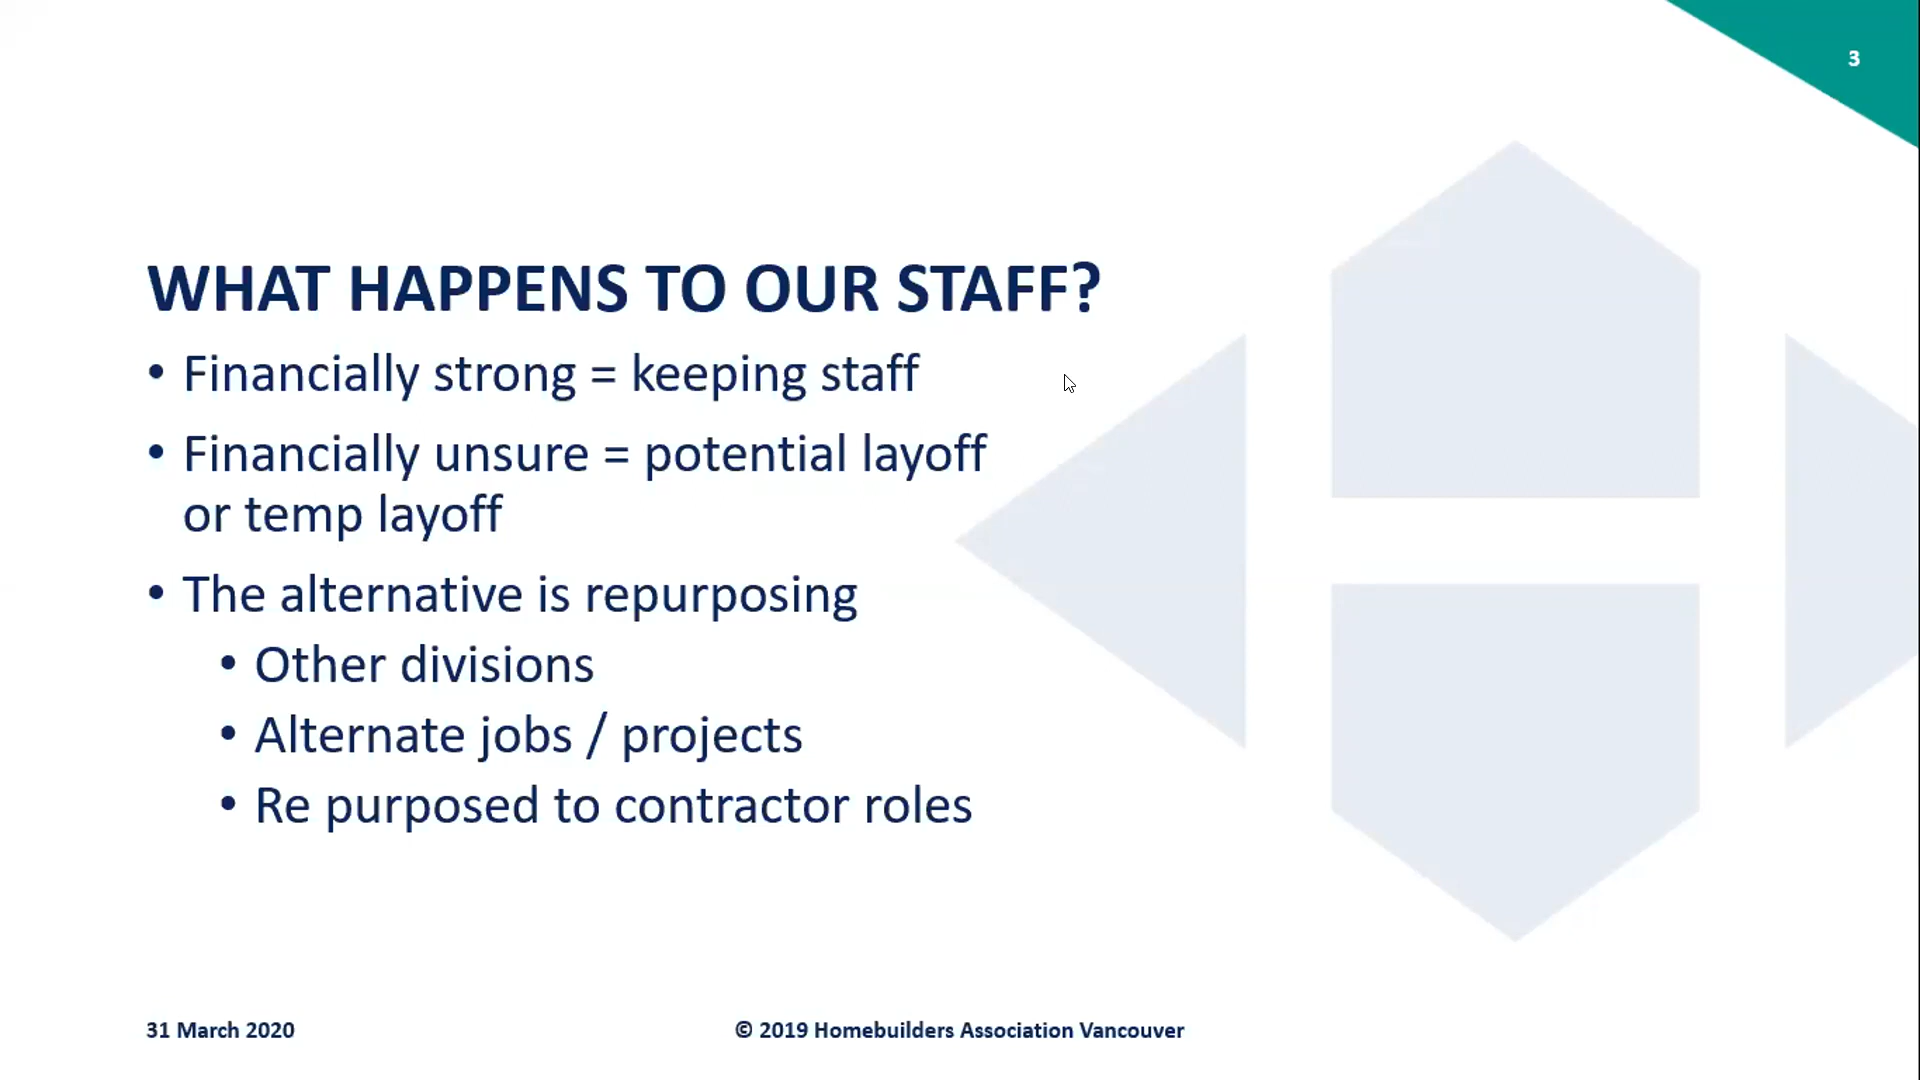 3
WHAT HAPPENS TO OUR STAFF?
• Financially strong = keeping staff
• Financially unsure = potential layoff
or temp layoff
• The alternative is repurposing
• Other divisions
• Alternate jobs / projects
• Re purposed to contractor roles
31 March 2020
© 2019 Homebuilders Association Vancouver